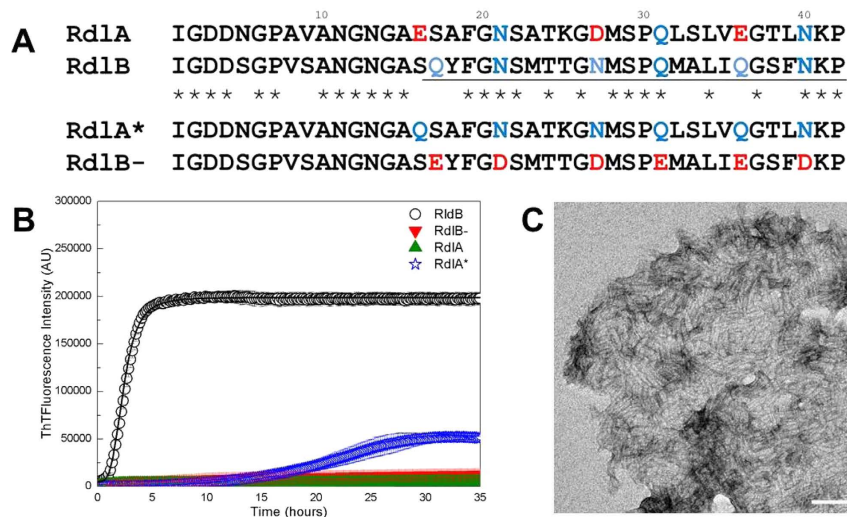 A
10 20 30 40
RdlA IGDDNGPAVANGNGAESAFGNSATKGDMSPQLSLVEGTLNKP
RdlB IGDDSGPVSANGNGASQYFGNSMTTGNMSPQMALIQGSFNKP
**** ** ****** **** * * **** * * ***
RdlA* IGDDNGPAVANGNGAQSAFGNSATKGNMSPQLSLVQGTLNKP
RdlB- IGDDSGPVSANGNGASEYFGDSMTTGDMSPEMALIEGSFDKP
B
300000
250000
200000
150000
100000
50000
0
ThTFluorescence Intensity (AU)
RldB
RdlB-
RdlA
RdlA*
0 5 10 15 20 25 30 35
Time (hours)
C